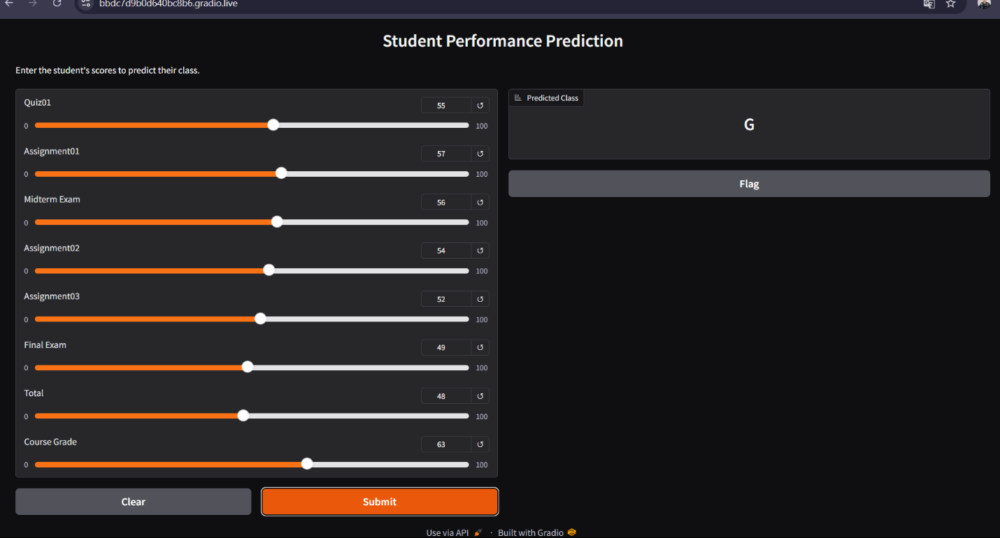 bbdc7d9b0d640bc8b6.gradio.live
Student Performance Prediction
Enter the student's scores to predict their class.
Quiz01
55
0
100
Assignment01
57
0
100
Midterm Exam
56
0
100
Assignment02
54
0
100
Assignment03
52
0
100
Final Exam
49
0
100
Total
48
0
100
Course Grade
63
0
100
Clear
Submit
Predicted Class
G
Flag
Use via API · Built with Gradio